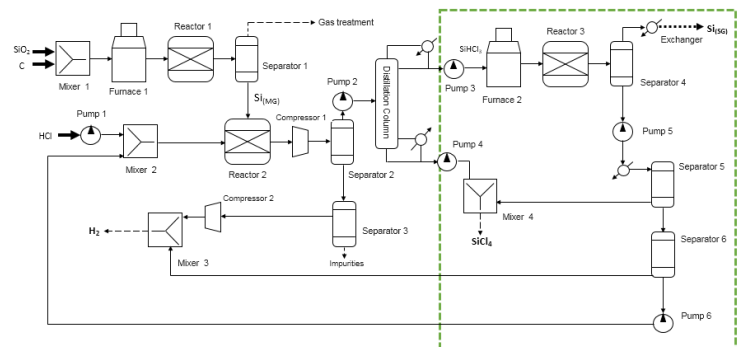 Reactor 1
Gas treatment
SiO₂
C
Mixer 1
Furnace 1
Separator 1
Si(MG)
Pump 1
HCl
Mixer 2
Reactor 2
Compressor 1
Pump 2
Separator 2
Distillation Column
Compressor 2
H₂
Mixer 3
Separator 3
Impurities
SiHCl₃
Pump 3
Furnace 2
Reactor 3
Separator 4
Exchanger
Si(SG)
Pump 4
Mixer 4
SiCl₄
Pump 5
Separator 5
Separator 6
Pump 6